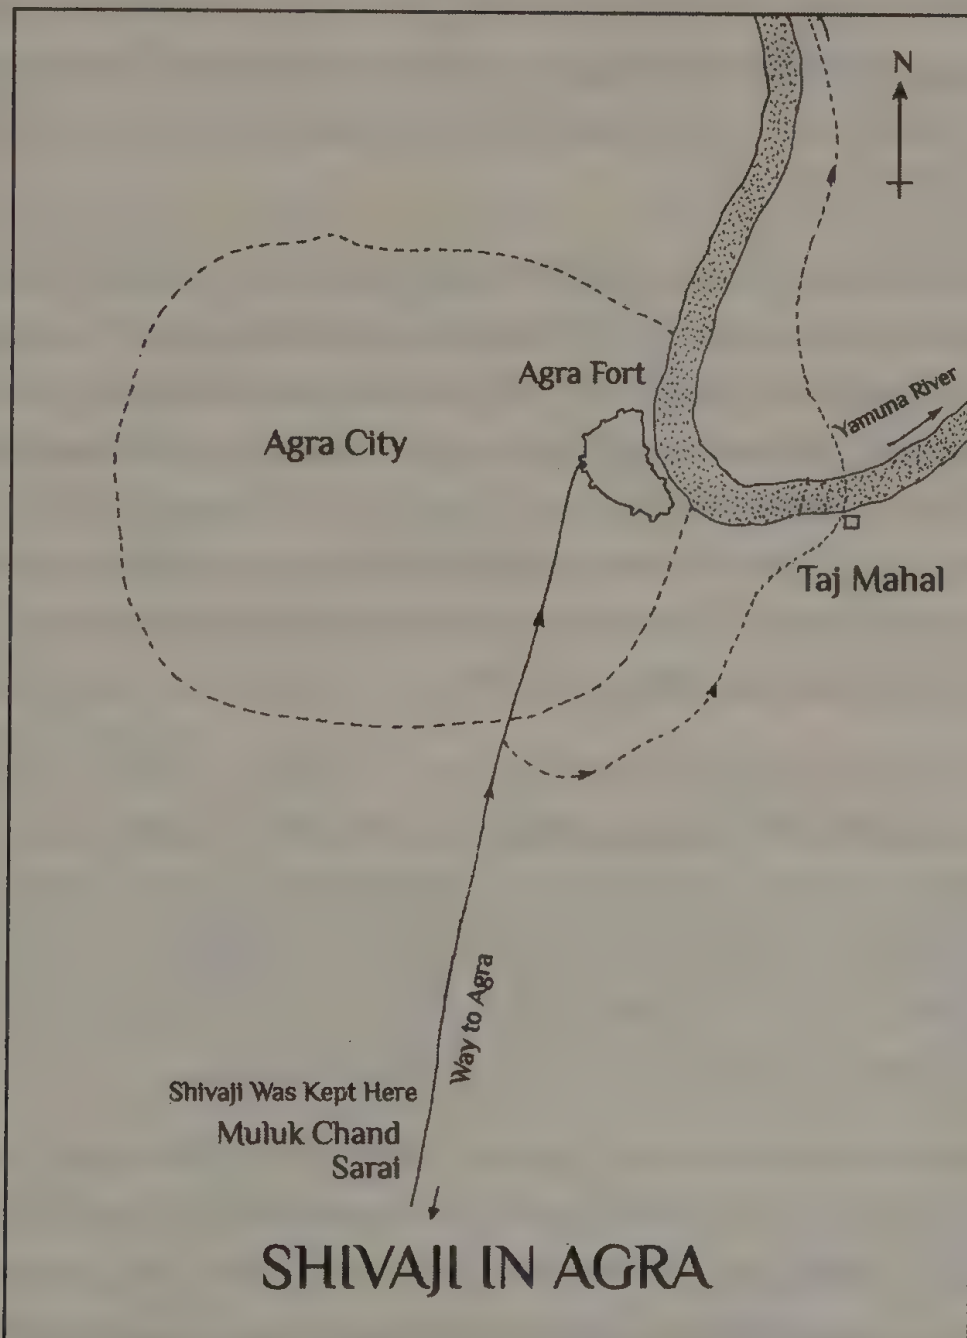 N
Agra Fort
Agra City
Yamuna River
Taj Mahal
Way to Agra
Shivaji Was Kept Here
Muluk Chand
Sarai
SHIVAJI IN AGRA